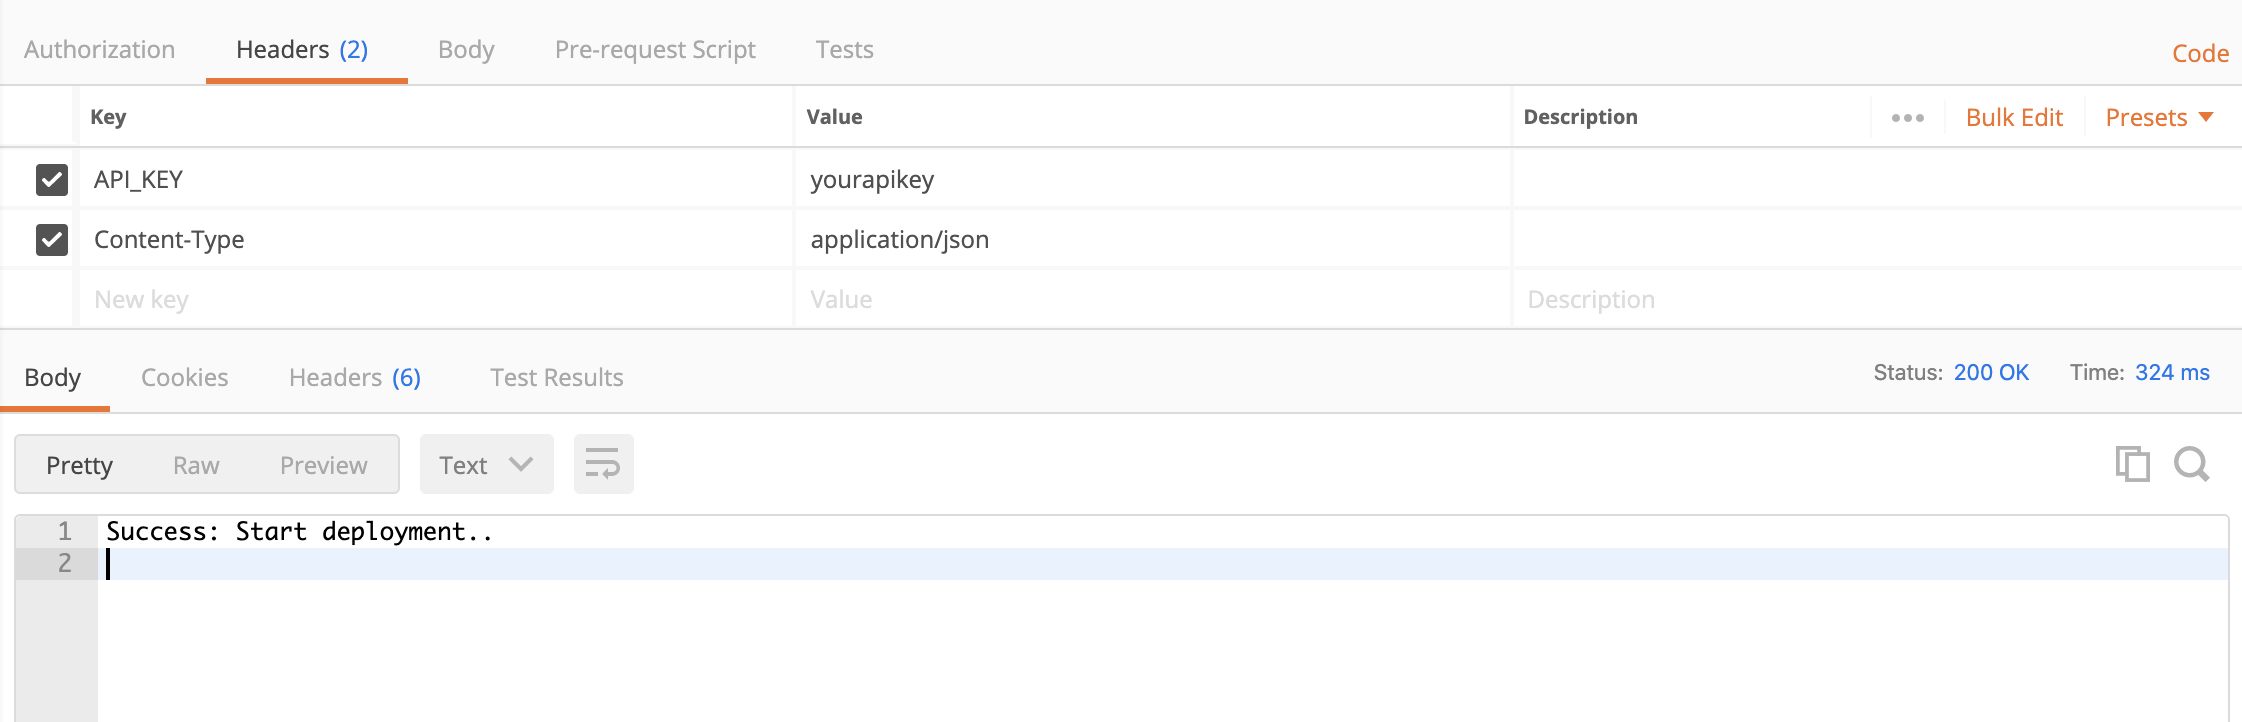 Authorization Headers (2) Body Pre-request Script Tests Code
Key Value Description Bulk Edit Presets
API_KEY yourapikey
Content-Type application/json
New key Value Description
Body Cookies Headers (6) Test Results Status: 200 OK Time: 324 ms
Pretty Raw Preview Text
1 Success: Start deployment..
2